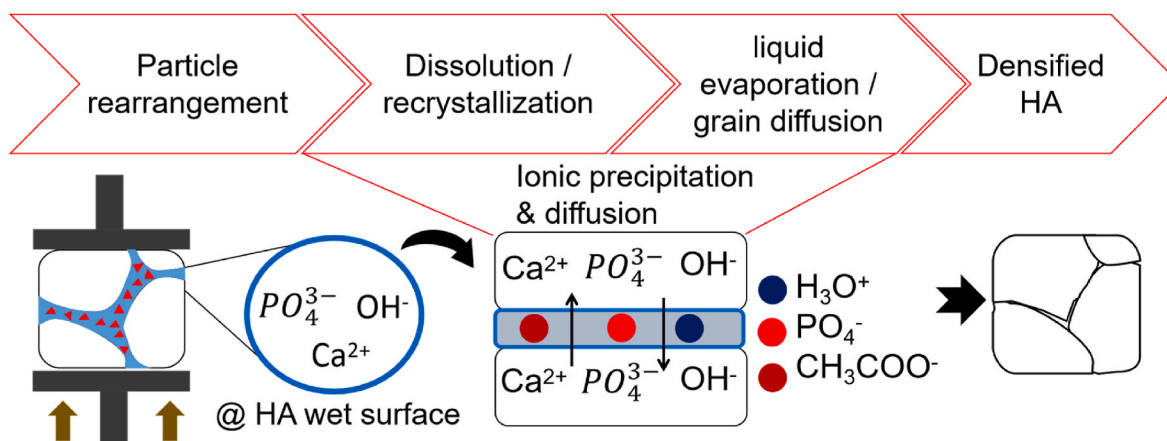 Particle
rearrangement
Dissolution /
recrystallization
liquid
evaporation /
grain diffusion
Densified
HA
Ionic precipitation
& diffusion
PO₄³⁻ OH⁻
Ca²⁺
@ HA wet surface
Ca²⁺ PO₄³⁻ OH⁻
Ca²⁺ PO₄³⁻ OH⁻
H₃O⁺
PO₄⁻
CH₃COO⁻